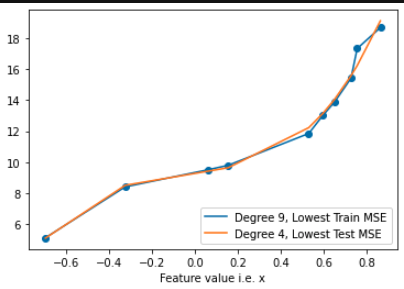 18
16
14
12
10
8
6
Degree 9, Lowest Train MSE
Degree 4, Lowest Test MSE
−0.6 −0.4 −0.2 0.0 0.2 0.4 0.6 0.8
Feature value i.e. x